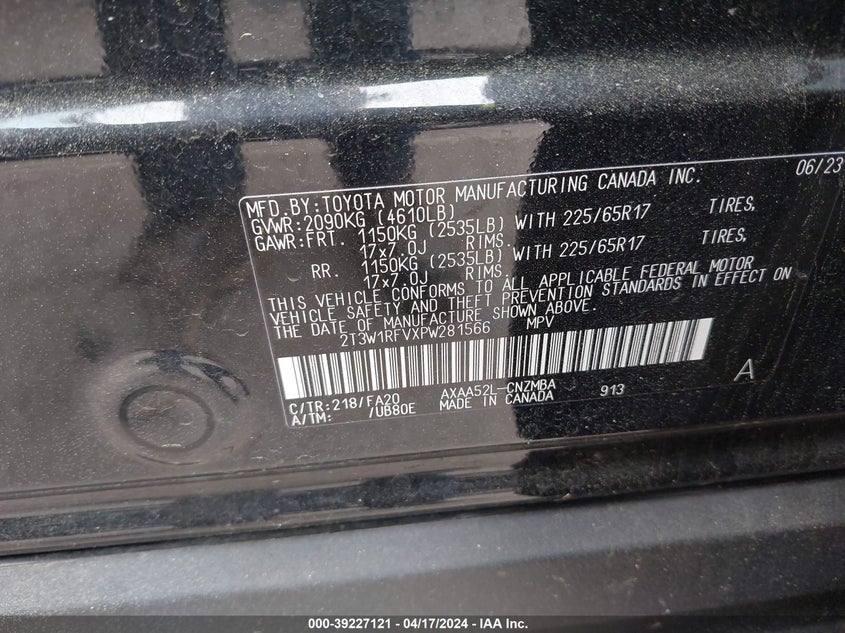 MFD.BY:TOYOTA MOTOR MANUFACTURING CANADA INC. 06/23
GVWR:2090KG (4610LB)
GAWR:FRT. 1150KG (2535LB) WITH 225/65R17 TIRES,
17x7.0J RIMS.
RR. 1150KG (2535LB) WITH 225/65R17 TIRES,
17x7.0J RIMS.
THIS VEHICLE CONFORMS TO ALL APPLICABLE FEDERAL MOTOR
VEHICLE SAFETY AND THEFT PREVENTION STANDARDS IN EFFECT ON
THE DATE OF MANUFACTURE SHOWN ABOVE.
2T3W1RFVXPW281566 MPV
C/TR:218/FA20 AXAA52L-CNZMBA 913 A
A/TM: /UB80E MADE IN CANADA
000-39227121 - 04/17/2024 - IAA Inc.